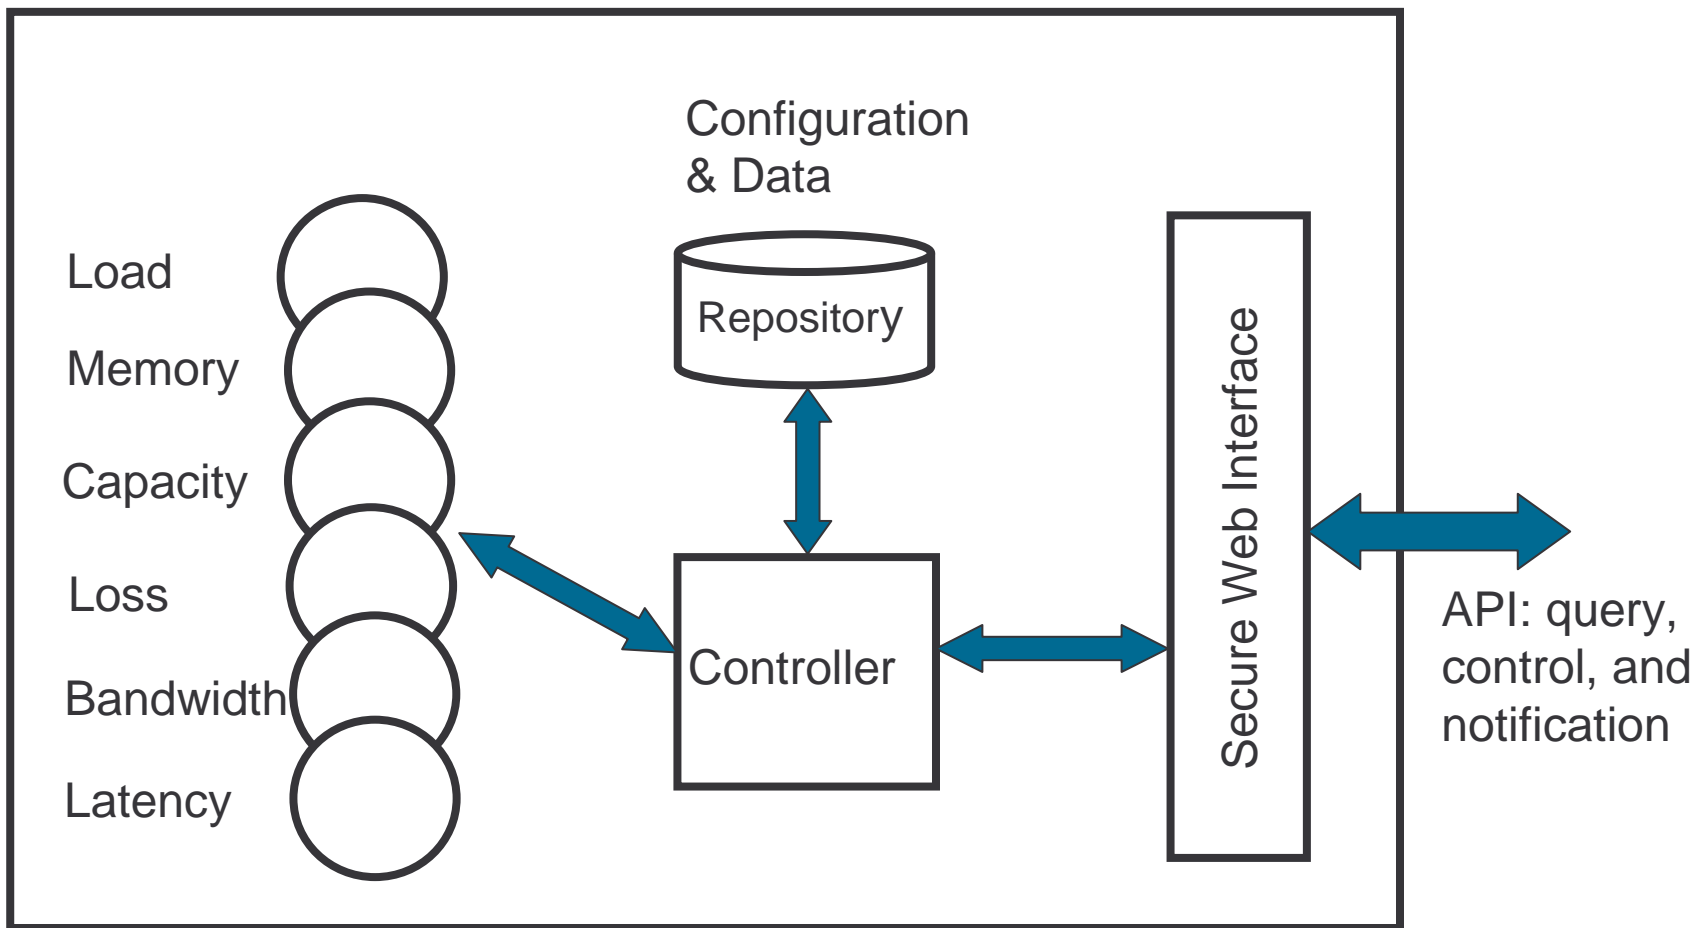 Configuration
& Data
Load
Memory
Capacity
Loss
Bandwidth
Latency
Repository
Controller
Secure Web Interface
API: query,
control, and
notification